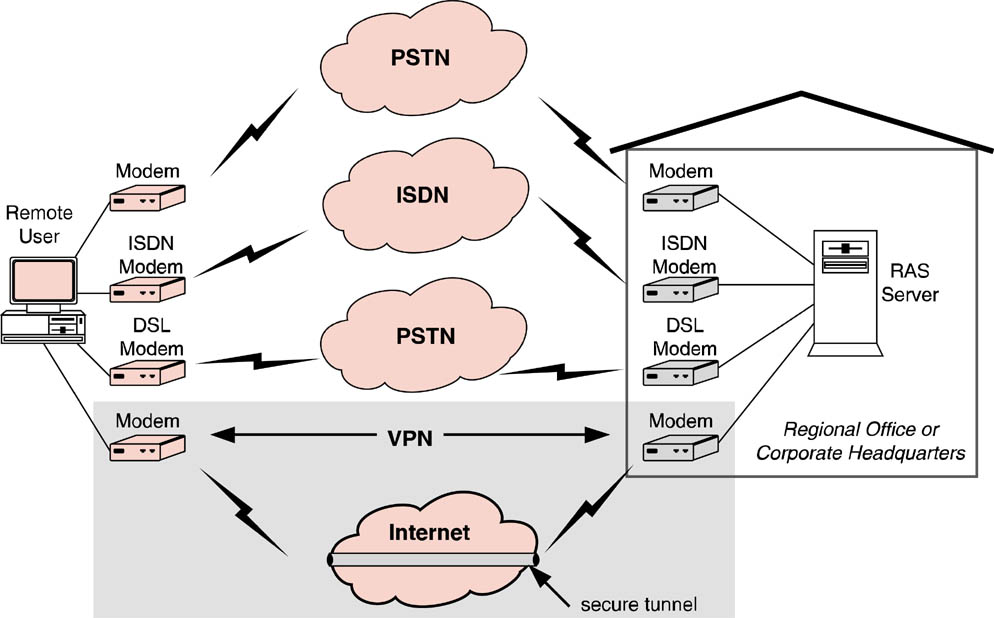 PSTN
Modem
Modem
ISDN
Remote
User
ISDN
Modem
ISDN
Modem
RAS
Server
PSTN
DSL
Modem
DSL
Modem
Modem
VPN
Modem
Regional Office or
Corporate Headquarters
Internet
secure tunnel